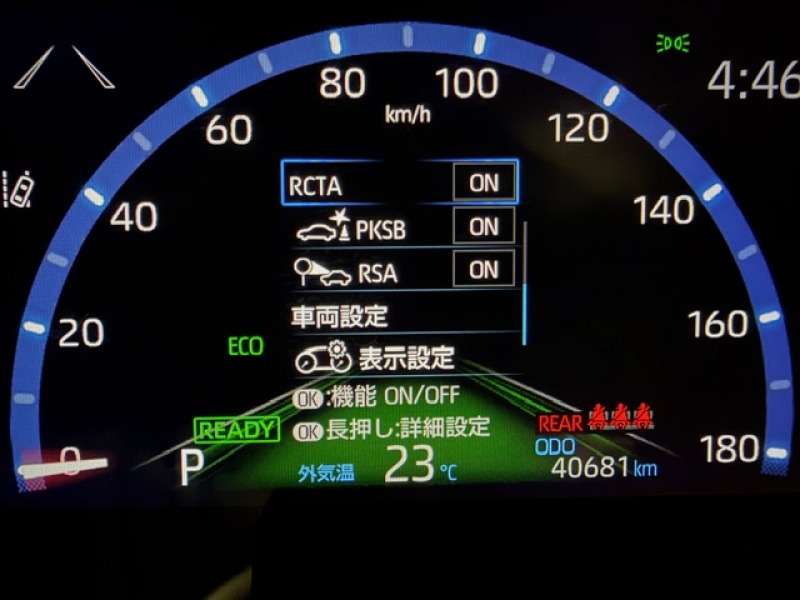 4:46
80 100
km/h
60 120
RCTA ON
40 140
PKSB ON
RSA ON
車両設定
20 160
ECO
表示設定
OK:機能 ON/OFF
READY
OK長押し:詳細設定
REAR
ODO
0 180
P
外気温 23℃
40681km